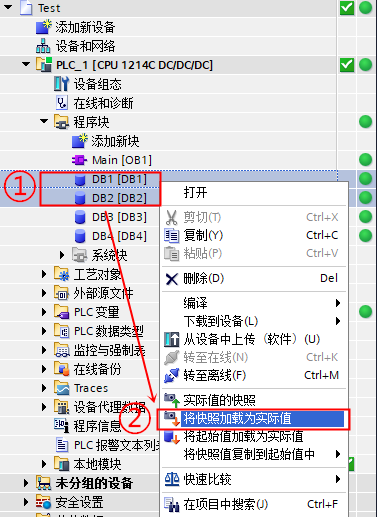 Test
添加新设备
设备和网络
PLC_1 [CPU 1214C DC/DC/DC]
设备组态
在线和诊断
程序块
添加新块
Main [OB1]
① DB1 [DB1]
DB2 [DB2]
DB3 [DB3]
DB4 [DB4]
系统块
工艺对象
外部源文件
PLC 变量
PLC 数据类型
监控与强制表
在线备份
Traces
设备代理数据
程序信息
PLC 报警文本列
本地模块
未分组的设备
安全设置
打开
剪切(T) Ctrl+X
复制(Y) Ctrl+C
粘贴(P) Ctrl+V
删除(D) Del
编译
下载到设备(L)
从设备中上传（软件）(U)
转至在线(N) Ctrl+K
转至离线(F) Ctrl+M
实际值的快照
② 将快照加载为实际值
将起始值加载为实际值
将快照值复制到起始值中
快速比较
在项目中搜索(J) Ctrl+F